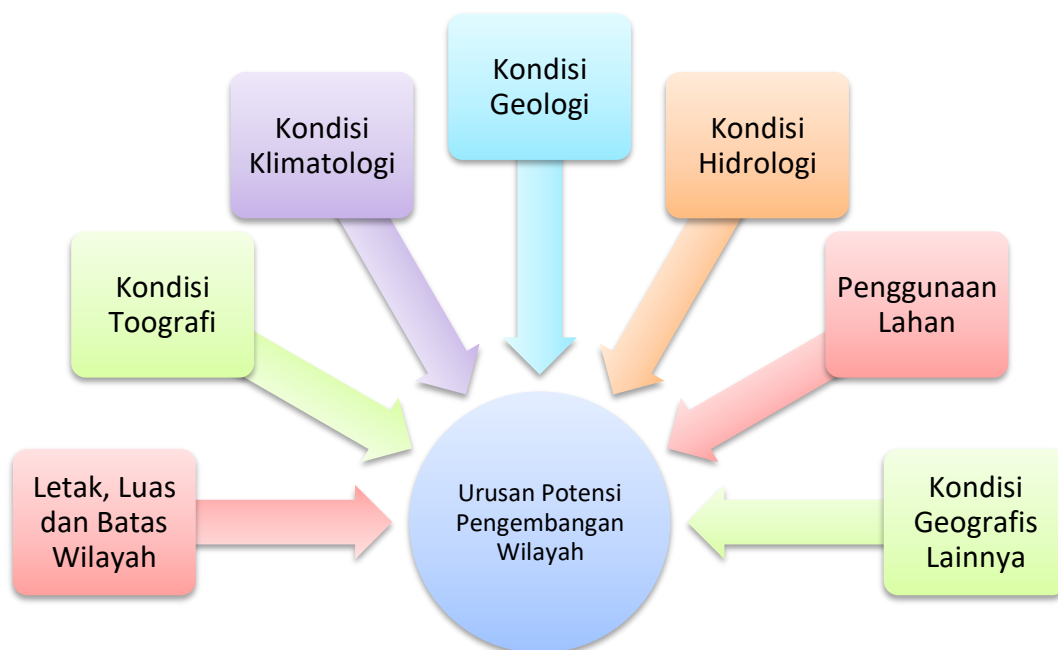 Kondisi
Geologi
Kondisi
Klimatologi
Kondisi
Hidrologi
Kondisi
Toografi
Penggunaan
Lahan
Letak, Luas
dan Batas
Wilayah
Urusan Potensi
Pengembangan
Wilayah
Kondisi
Geografis
Lainnya